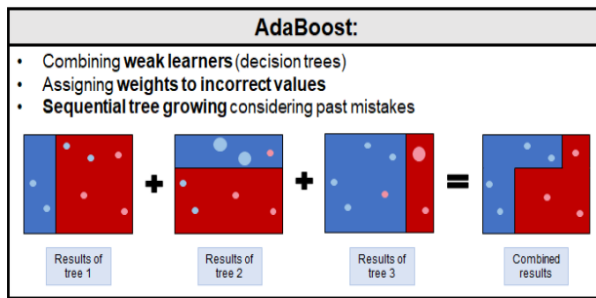 AdaBoost:
• Combining weak learners (decision trees)
• Assigning weights to incorrect values
• Sequential tree growing considering past mistakes
+ + =
Results of tree 1
Results of tree 2
Results of tree 3
Combined results